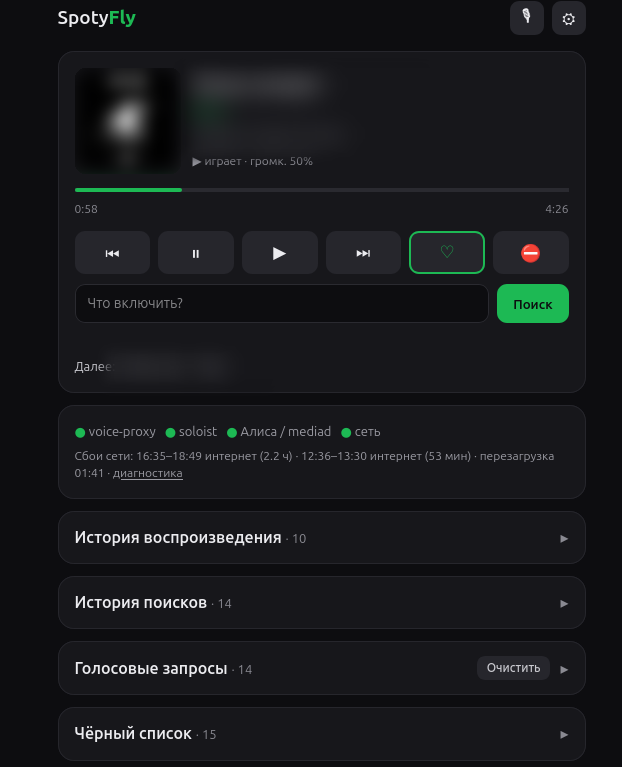 SpotyFly
▶ играет · громк. 50%
0:58
4:26
Что включить?
Поиск
Далее
voice-proxy soloist Алиса / mediad сеть
Сбои сети: 16:35–18:49 интернет (2.2 ч) · 12:36–13:30 интернет (53 мин) · перезагрузка
01:41 · диагностика
История воспроизведения · 10
История поисков · 14
Голосовые запросы · 14
Очистить
Чёрный список · 15